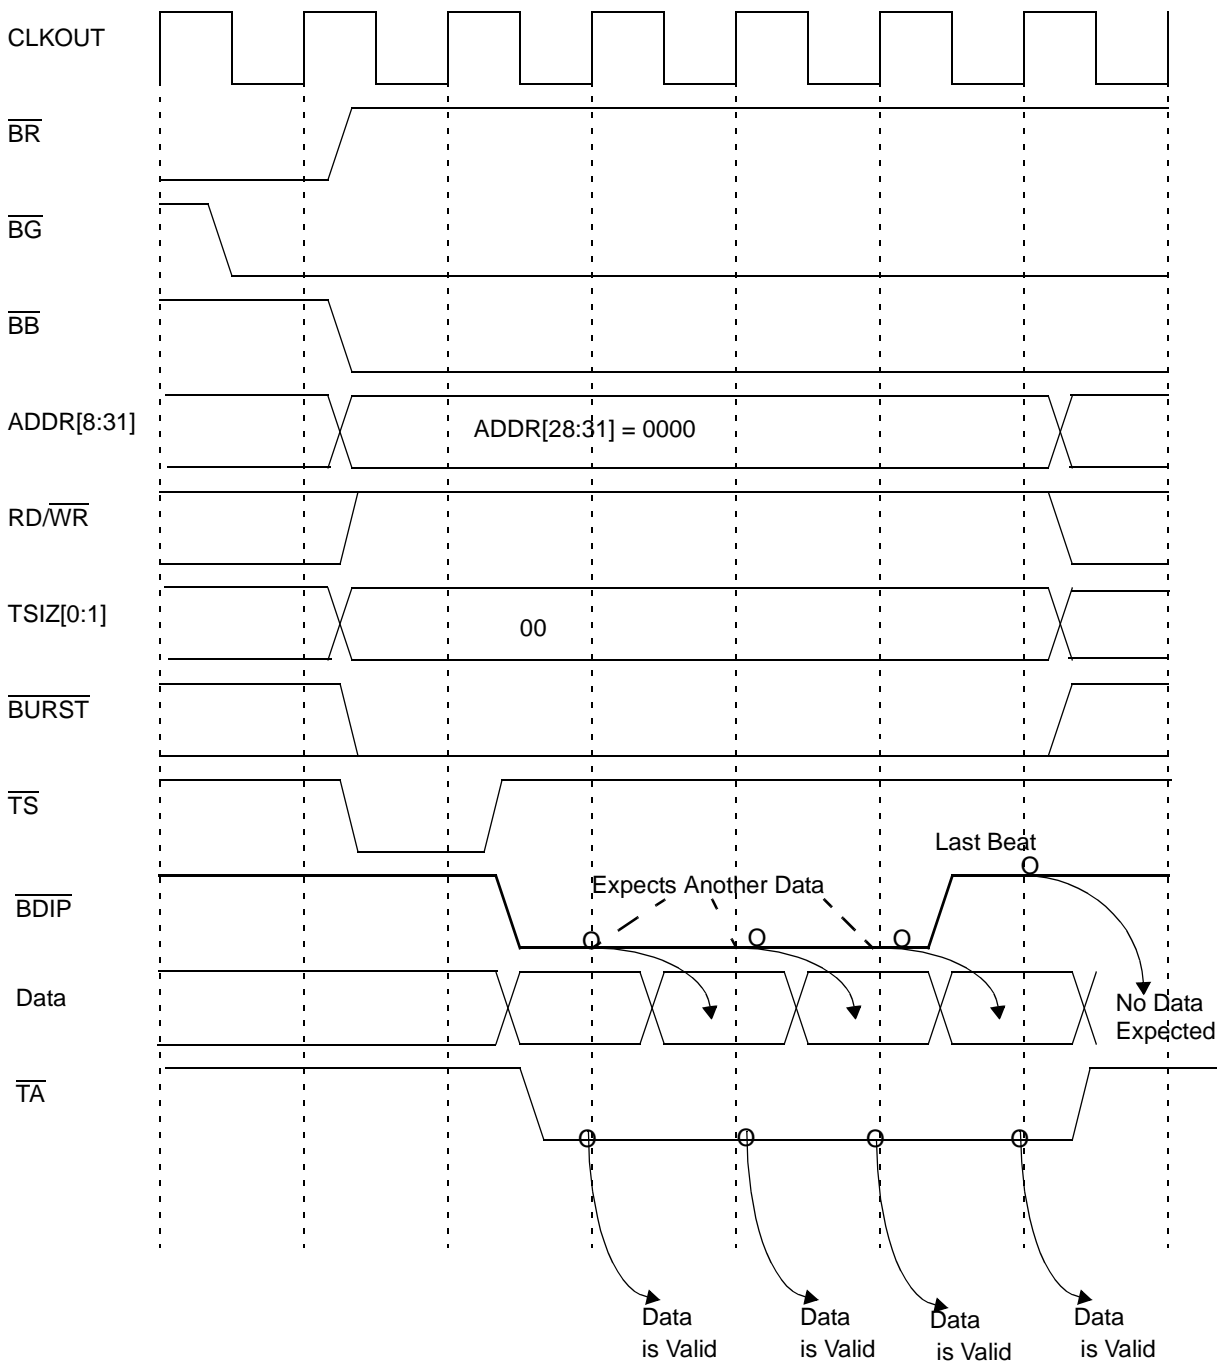 CLKOUT
BR
BG
BB
ADDR[8:31]
ADDR[28:31] = 0000
RD/WR
TSIZ[0:1]
00
BURST
TS
Last Beat
BDIP
Expects Another Data
Data
No Data
Expected
TA
Data
is Valid
Data
is Valid
Data
is Valid
Data
is Valid